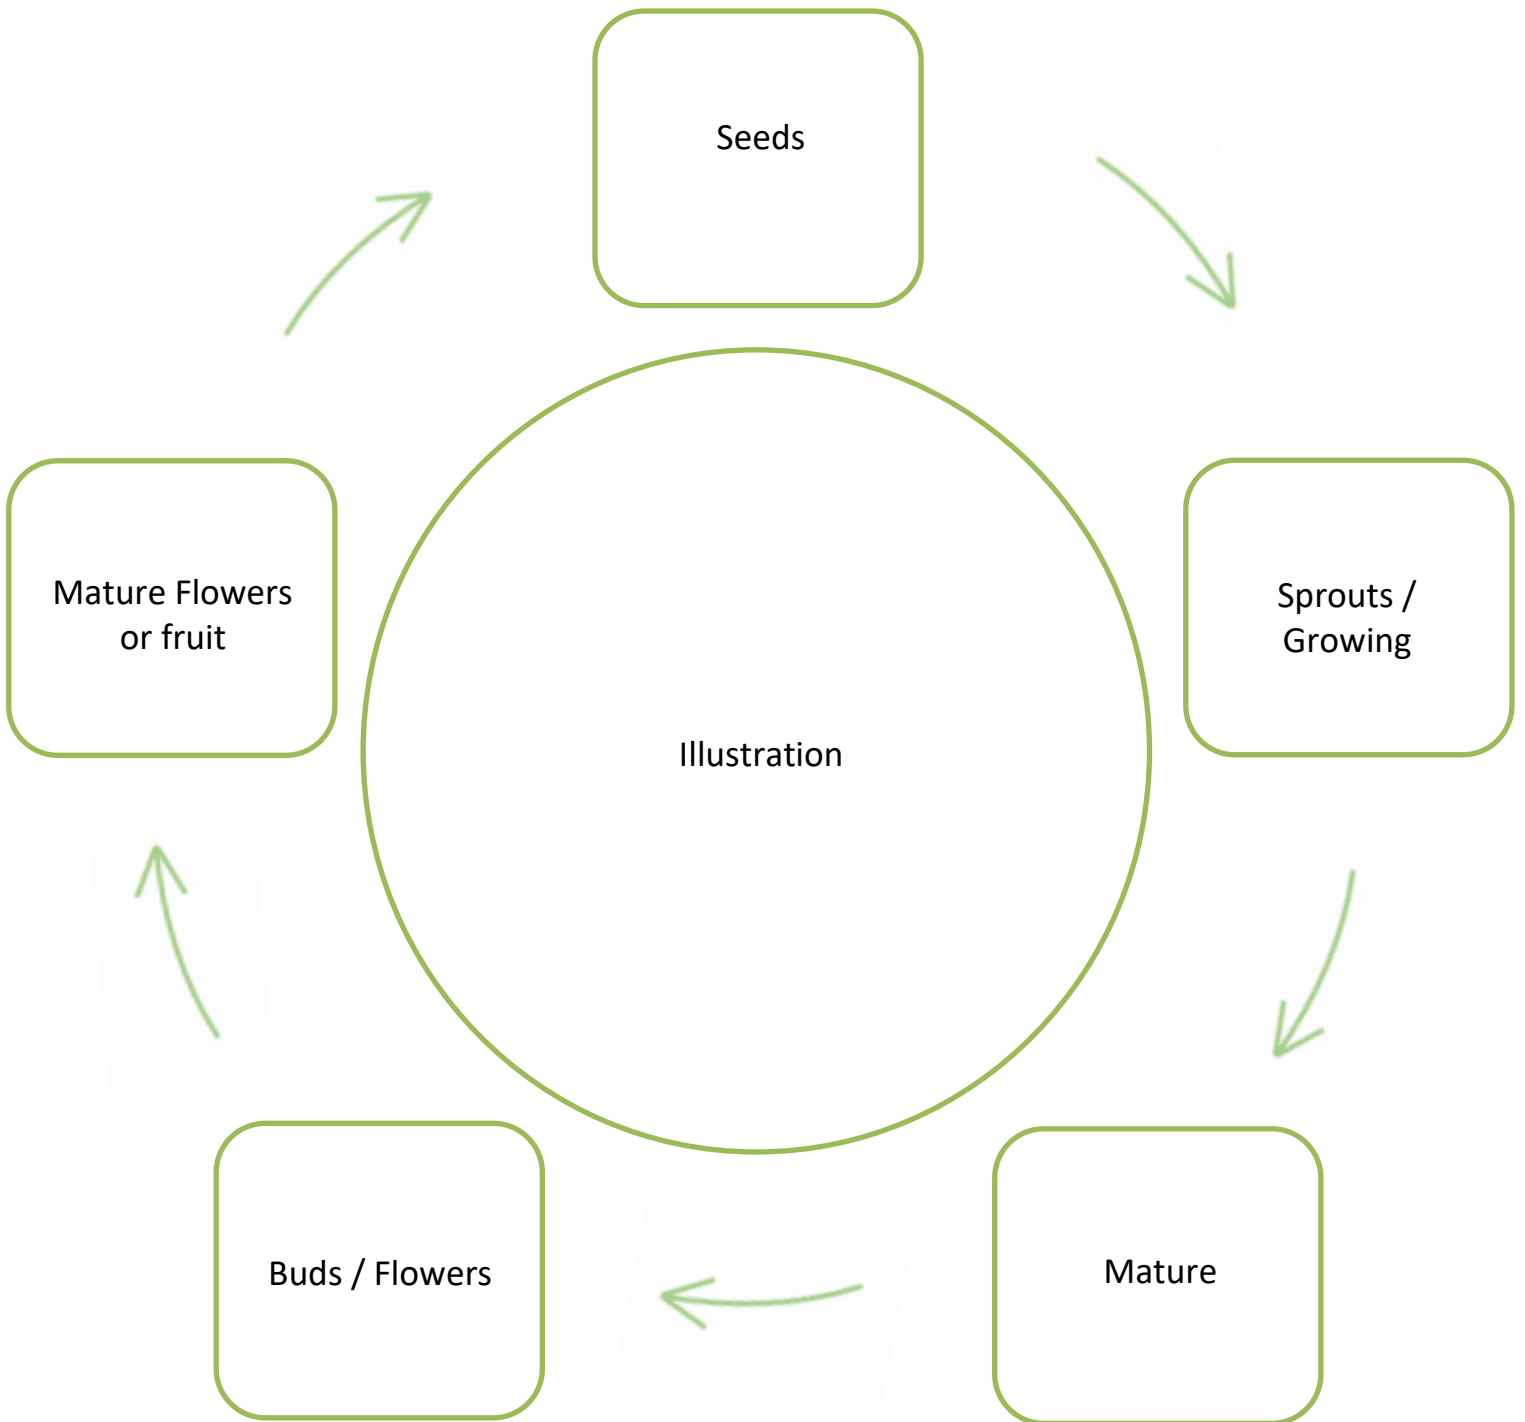 Seeds
Mature Flowers
or fruit
Sprouts /
Growing
Illustration
Buds / Flowers
Mature